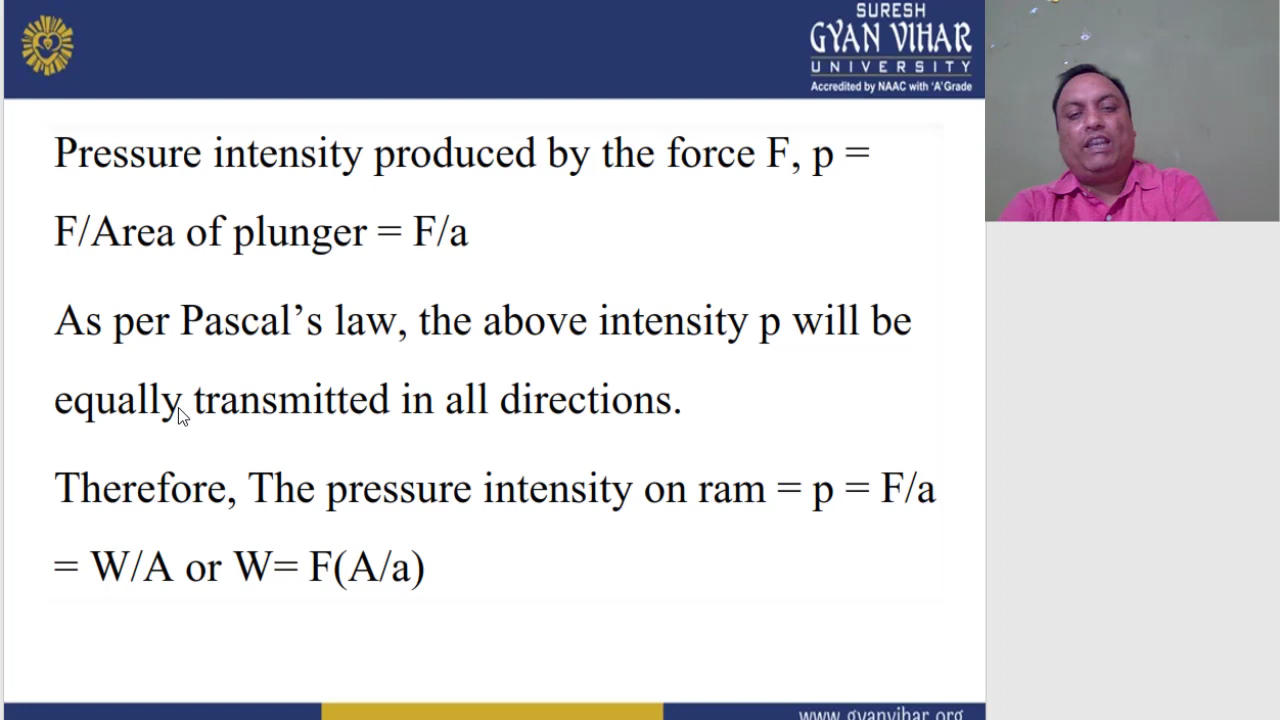 SURESH
GYAN VIHAR
UNIVERSITY
Accredited by NAAC with 'A' Grade
Pressure intensity produced by the force F, p =
F/Area of plunger = F/a
As per Pascal’s law, the above intensity p will be
equally transmitted in all directions.
Therefore, The pressure intensity on ram = p = F/a
= W/A or W= F(A/a)
www.gyanvihar.org